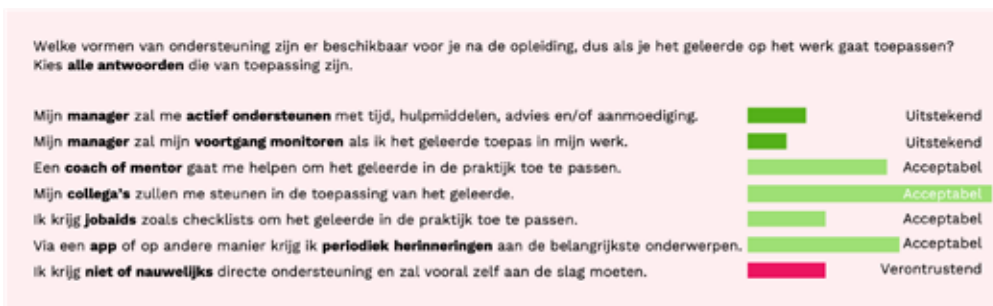 Welke vormen van ondersteuning zijn er beschikbaar voor je na de opleiding, dus als je het geleerde op het werk gaat toepassen?
Kies alle antwoorden die van toepassing zijn.
Mijn manager zal me actief ondersteunen met tijd, hulpmiddelen, advies en/of aanmoediging. Uitstekend
Mijn manager zal mijn voortgang monitoren als ik het geleerde toepas in mijn werk. Uitstekend
Een coach of mentor gaat me helpen om het geleerde in de praktijk toe te passen. Acceptabel
Mijn collega's zullen me steunen in de toepassing van het geleerde. Acceptabel
Ik krijg jobaids zoals checklists om het geleerde in de praktijk toe te passen. Acceptabel
Via een app of op andere manier krijg ik periodiek herinneringen aan de belangrijkste onderwerpen. Acceptabel
Ik krijg niet of nauwelijks directe ondersteuning en zal vooral zelf aan de slag moeten. Verontrustend